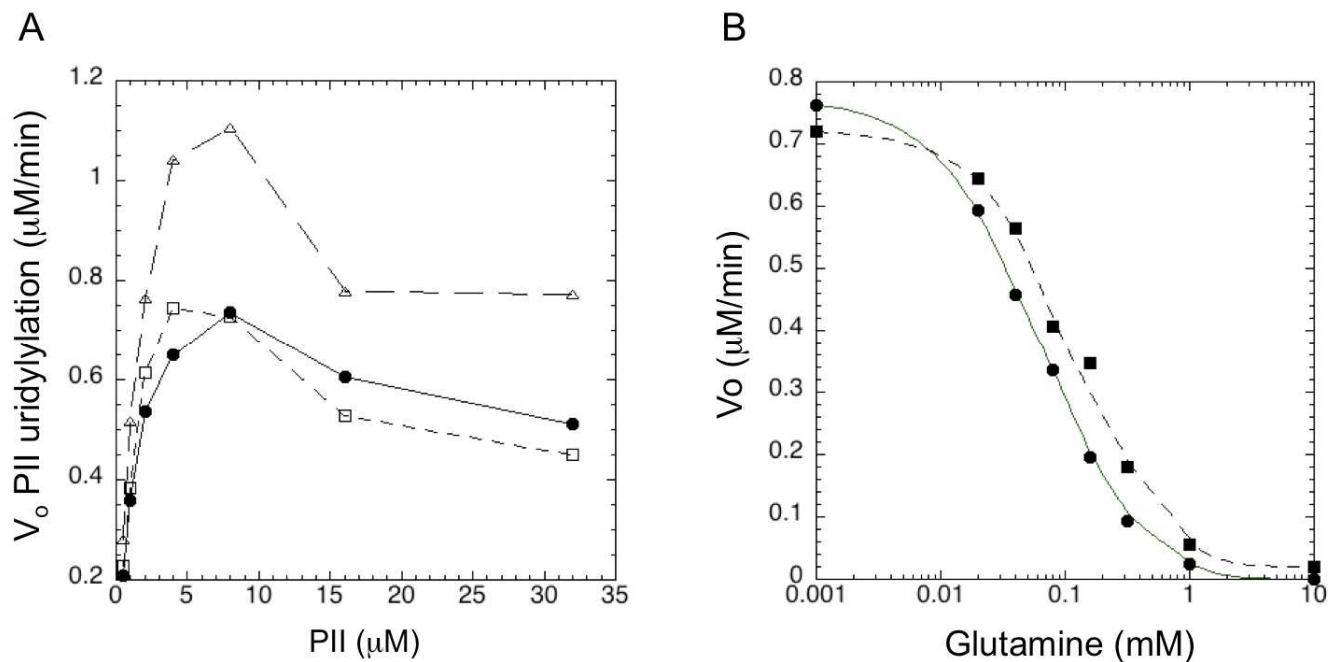 A
B
V₀ PII uridylylation (μM/min)
1.2
1
0.8
0.6
0.4
0.2
0 5 10 15 20 25 30 35
PII (μM)
Vo (μM/min)
0.8
0.7
0.6
0.5
0.4
0.3
0.2
0.1
0
0.001 0.01 0.1 1 10
Glutamine (mM)